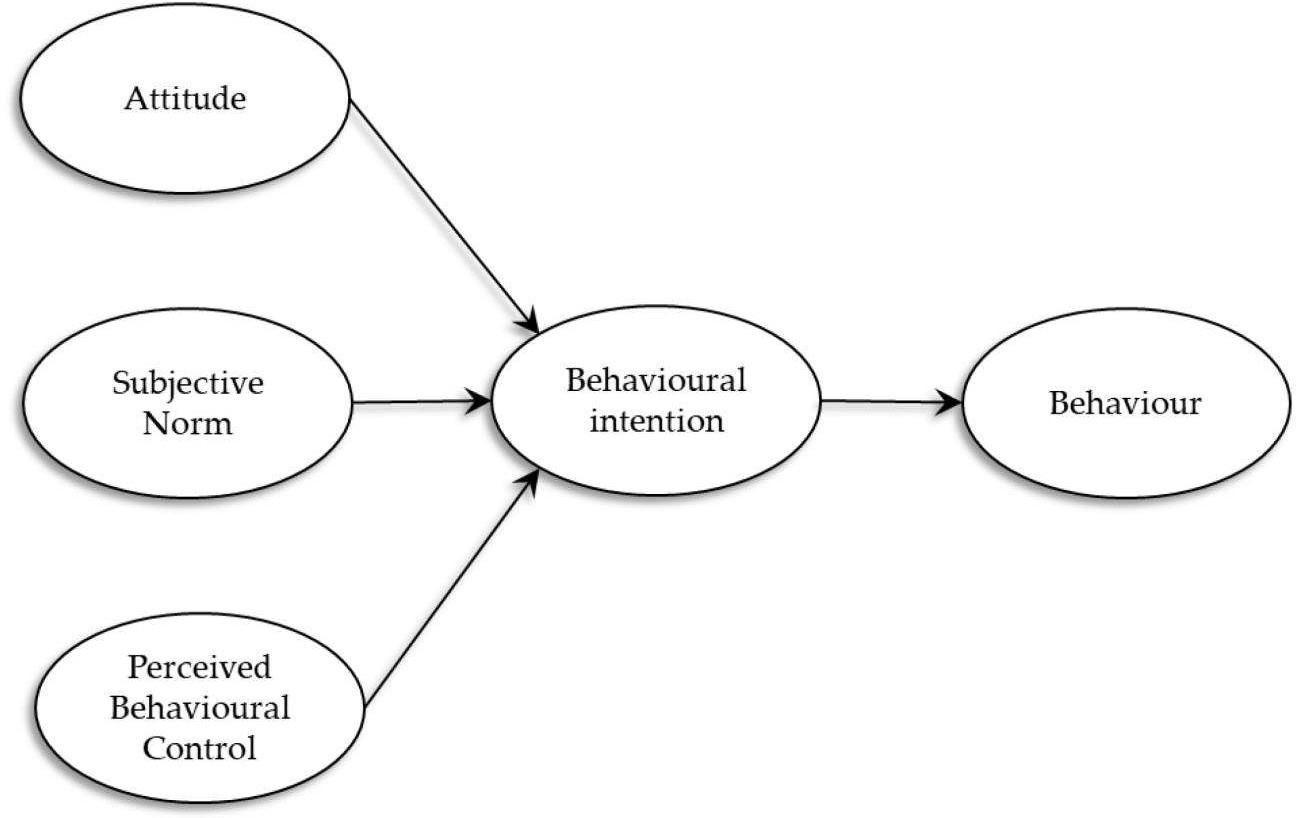 Attitude
Subjective
Norm
Behavioural
intention
Behaviour
Perceived
Behavioural
Control